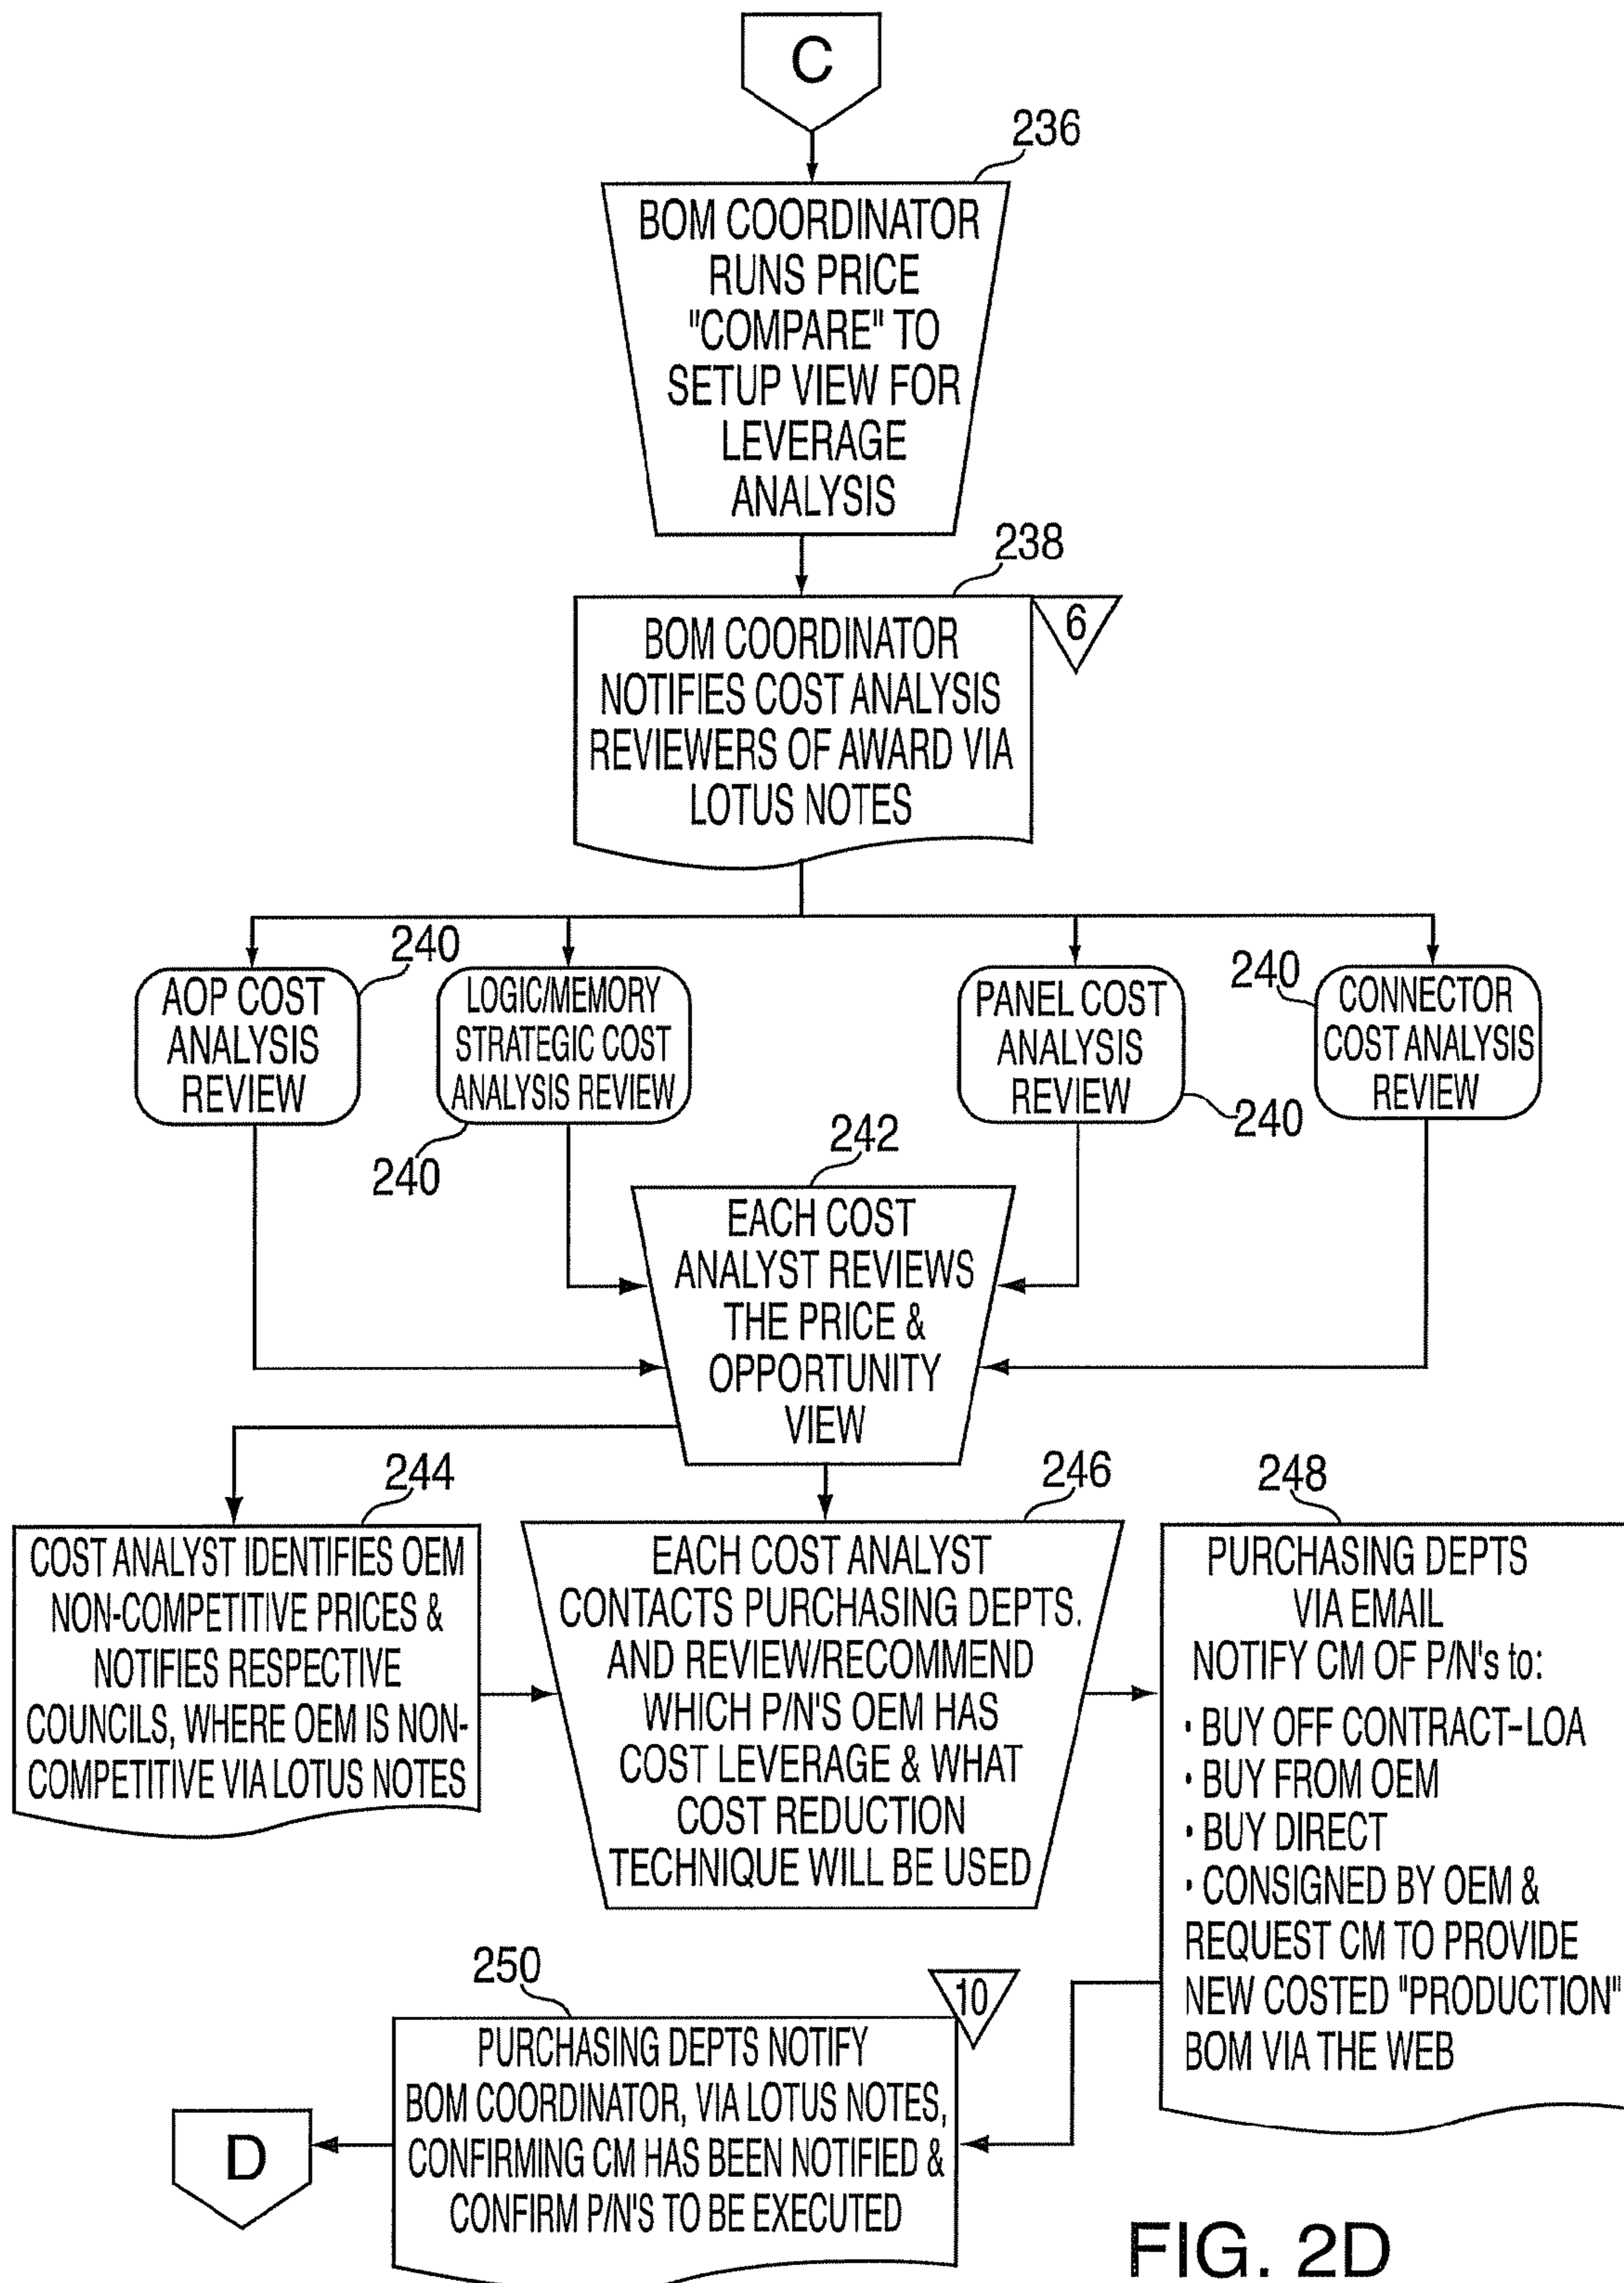 C
236
BOM COORDINATOR
RUNS PRICE
"COMPARE" TO
SETUP VIEW FOR
LEVERAGE
ANALYSIS
238
6
BOM COORDINATOR
NOTIFIES COST ANALYSIS
REVIEWERS OF AWARD VIA
LOTUS NOTES
240
AOP COST
ANALYSIS
REVIEW
LOGIC/MEMORY
STRATEGIC COST
ANALYSIS REVIEW
240
PANEL COST
ANALYSIS
REVIEW
240
240
CONNECTOR
COST ANALYSIS
REVIEW
242
EACH COST
ANALYST REVIEWS
THE PRICE &
OPPORTUNITY
VIEW
244
COST ANALYST IDENTIFIES OEM
NON-COMPETITIVE PRICES &
NOTIFIES RESPECTIVE
COUNCILS, WHERE OEM IS NON-
COMPETITIVE VIA LOTUS NOTES
246
EACH COST ANALYST
CONTACTS PURCHASING DEPTS.
AND REVIEW/RECOMMEND
WHICH P/N'S OEM HAS
COST LEVERAGE & WHAT
COST REDUCTION
TECHNIQUE WILL BE USED
248
PURCHASING DEPTS
VIA EMAIL
NOTIFY CM OF P/N's to:
· BUY OFF CONTRACT-LOA
· BUY FROM OEM
· BUY DIRECT
· CONSIGNED BY OEM &
REQUEST CM TO PROVIDE
NEW COSTED "PRODUCTION"
BOM VIA THE WEB
250
10
PURCHASING DEPTS NOTIFY
BOM COORDINATOR, VIA LOTUS NOTES,
CONFIRMING CM HAS BEEN NOTIFIED &
CONFIRM P/N'S TO BE EXECUTED
D
FIG. 2D